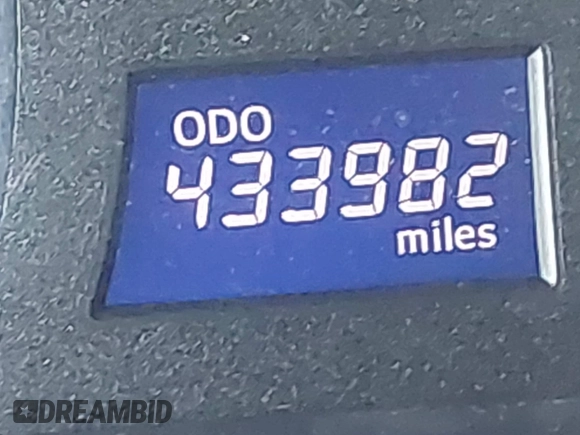 ODO
433982
miles
DREAMBID